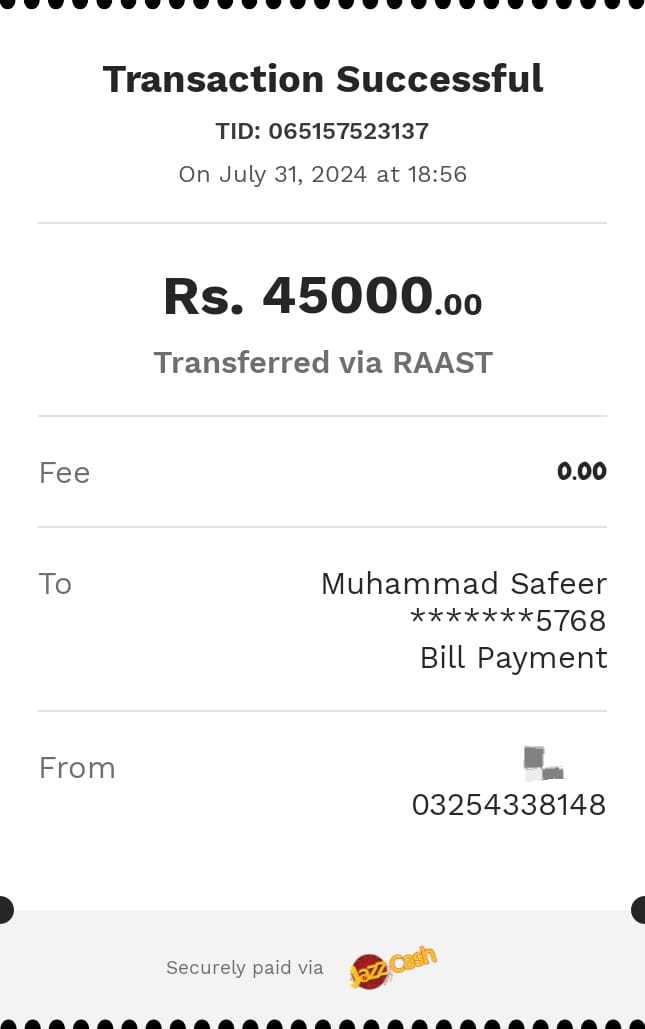 Transaction Successful
TID: 065157523137
On July 31, 2024 at 18:56
Rs. 45000.00
Transferred via RAAST
Fee 0.00
To Muhammad Safeer
*******5768
Bill Payment
From
03254338148
Securely paid via JazzCash